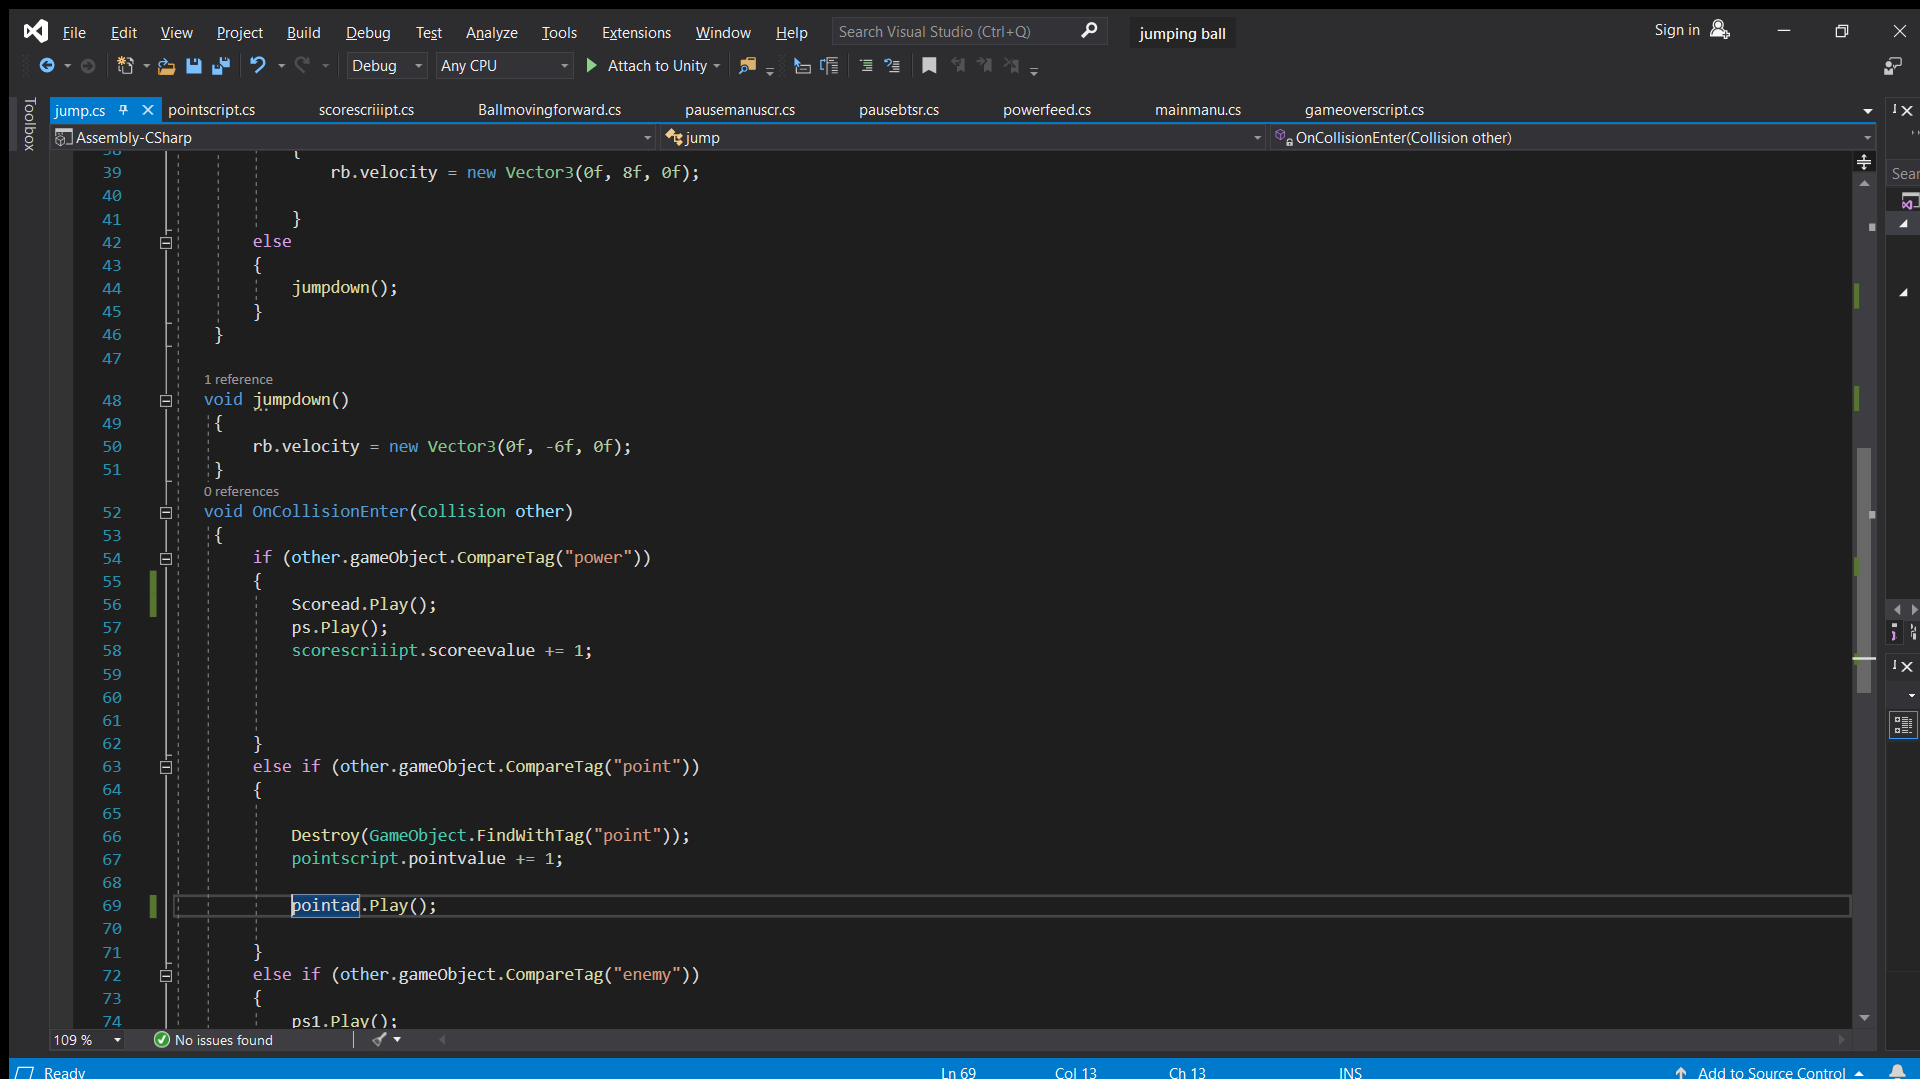 File Edit View Project Build Debug Test Analyze Tools Extensions Window Help Search Visual Studio (Ctrl+Q) jumping ball Sign in
Debug Any CPU Attach to Unity
Toolbox
jump.cs pointscript.cs scorescriiipt.cs Ballmovingforward.cs pausemanuscr.cs pausebtsr.cs powerfeed.cs mainmanu.cs gameoverscript.cs
Assembly-CSharp jump OnCollisionEnter(Collision other)
38 {
39 rb.velocity = new Vector3(0f, 8f, 0f);
40
41 }
42 else
43 {
44 jumpdown();
45 }
46 }
47
1 reference
48 void jumpdown()
49 {
50 rb.velocity = new Vector3(0f, -6f, 0f);
51 }
0 references
52 void OnCollisionEnter(Collision other)
53 {
54 if (other.gameObject.CompareTag("power"))
55 {
56 Scoread.Play();
57 ps.Play();
58 scorescriiipt.scoreevalue += 1;
59
60
61
62 }
63 else if (other.gameObject.CompareTag("point"))
64 {
65
66 Destroy(GameObject.FindWithTag("point"));
67 pointscript.pointvalue += 1;
68
69 pointad.Play();
70
71 }
72 else if (other.gameObject.CompareTag("enemy"))
73 {
74 ps1.Play();
Sear
109 % No issues found
Ready Ln 69 Col 13 Ch 13 INS Add to Source Control